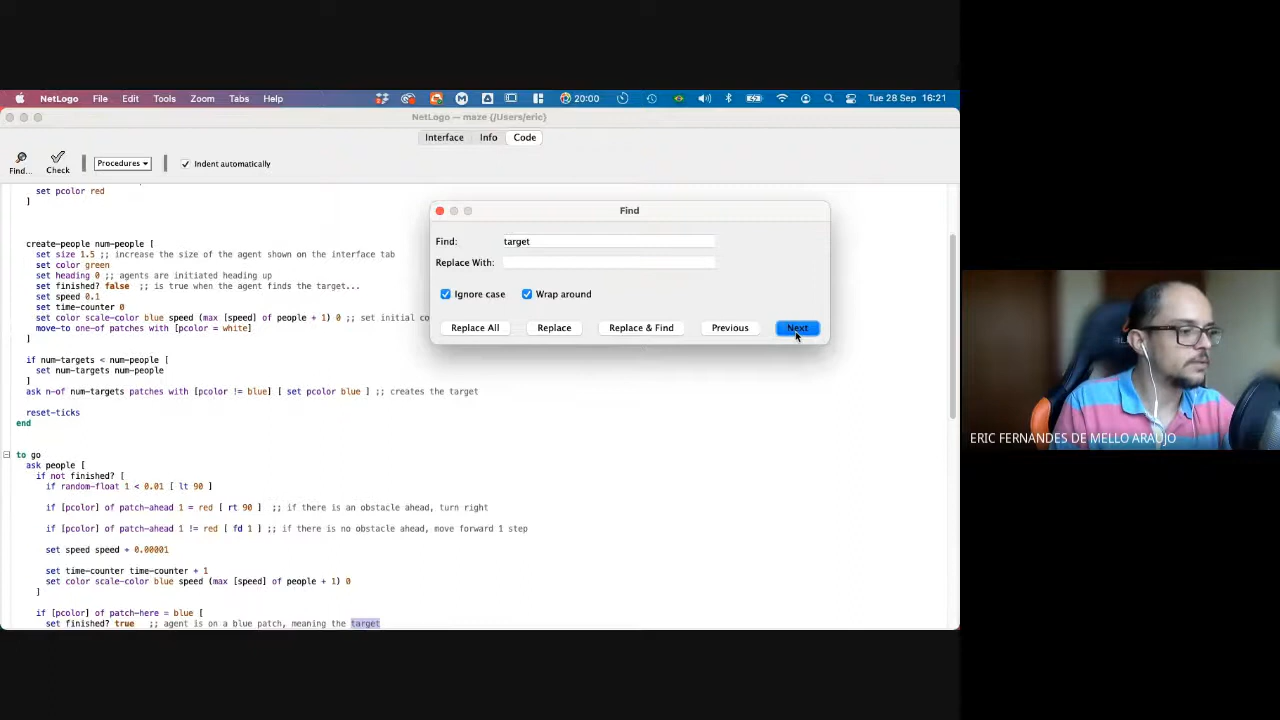 NetLogo File Edit Tools Zoom Tabs Help 20:00 Tue 28 Sep 16:21
NetLogo — maze {/Users/eric}
Interface Info Code
Find... Check Procedures Indent automatically
set pcolor red
]
Find
Find: target
Replace With:
Ignore case Wrap around
Replace All Replace Replace & Find Previous Next
create-people num-people [
set size 1.5 ;; increase the size of the agent shown on the interface tab
set color green
set heading 0 ;; agents are initiated heading up
set finished? false ;; is true when the agent finds the target...
set speed 0.1
set time-counter 0
set color scale-color blue speed (max [speed] of people + 1) 0 ;; set initial co
move-to one-of patches with [pcolor = white]
]
if num-targets < num-people [
set num-targets num-people
]
ask n-of num-targets patches with [pcolor != blue] [ set pcolor blue ] ;; creates the target
reset-ticks
end
to go
ask people [
if not finished? [
if random-float 1 < 0.01 [ lt 90 ]
if [pcolor] of patch-ahead 1 = red [ rt 90 ] ;; if there is an obstacle ahead, turn right
if [pcolor] of patch-ahead 1 != red [ fd 1 ] ;; if there is no obstacle ahead, move forward 1 step
set speed speed + 0.00001
set time-counter time-counter + 1
set color scale-color blue speed (max [speed] of people + 1) 0
]
if [pcolor] of patch-here = blue [
set finished? true ;; agent is on a blue patch, meaning the target
ERIC FERNANDES DE MELLO ARAUJO